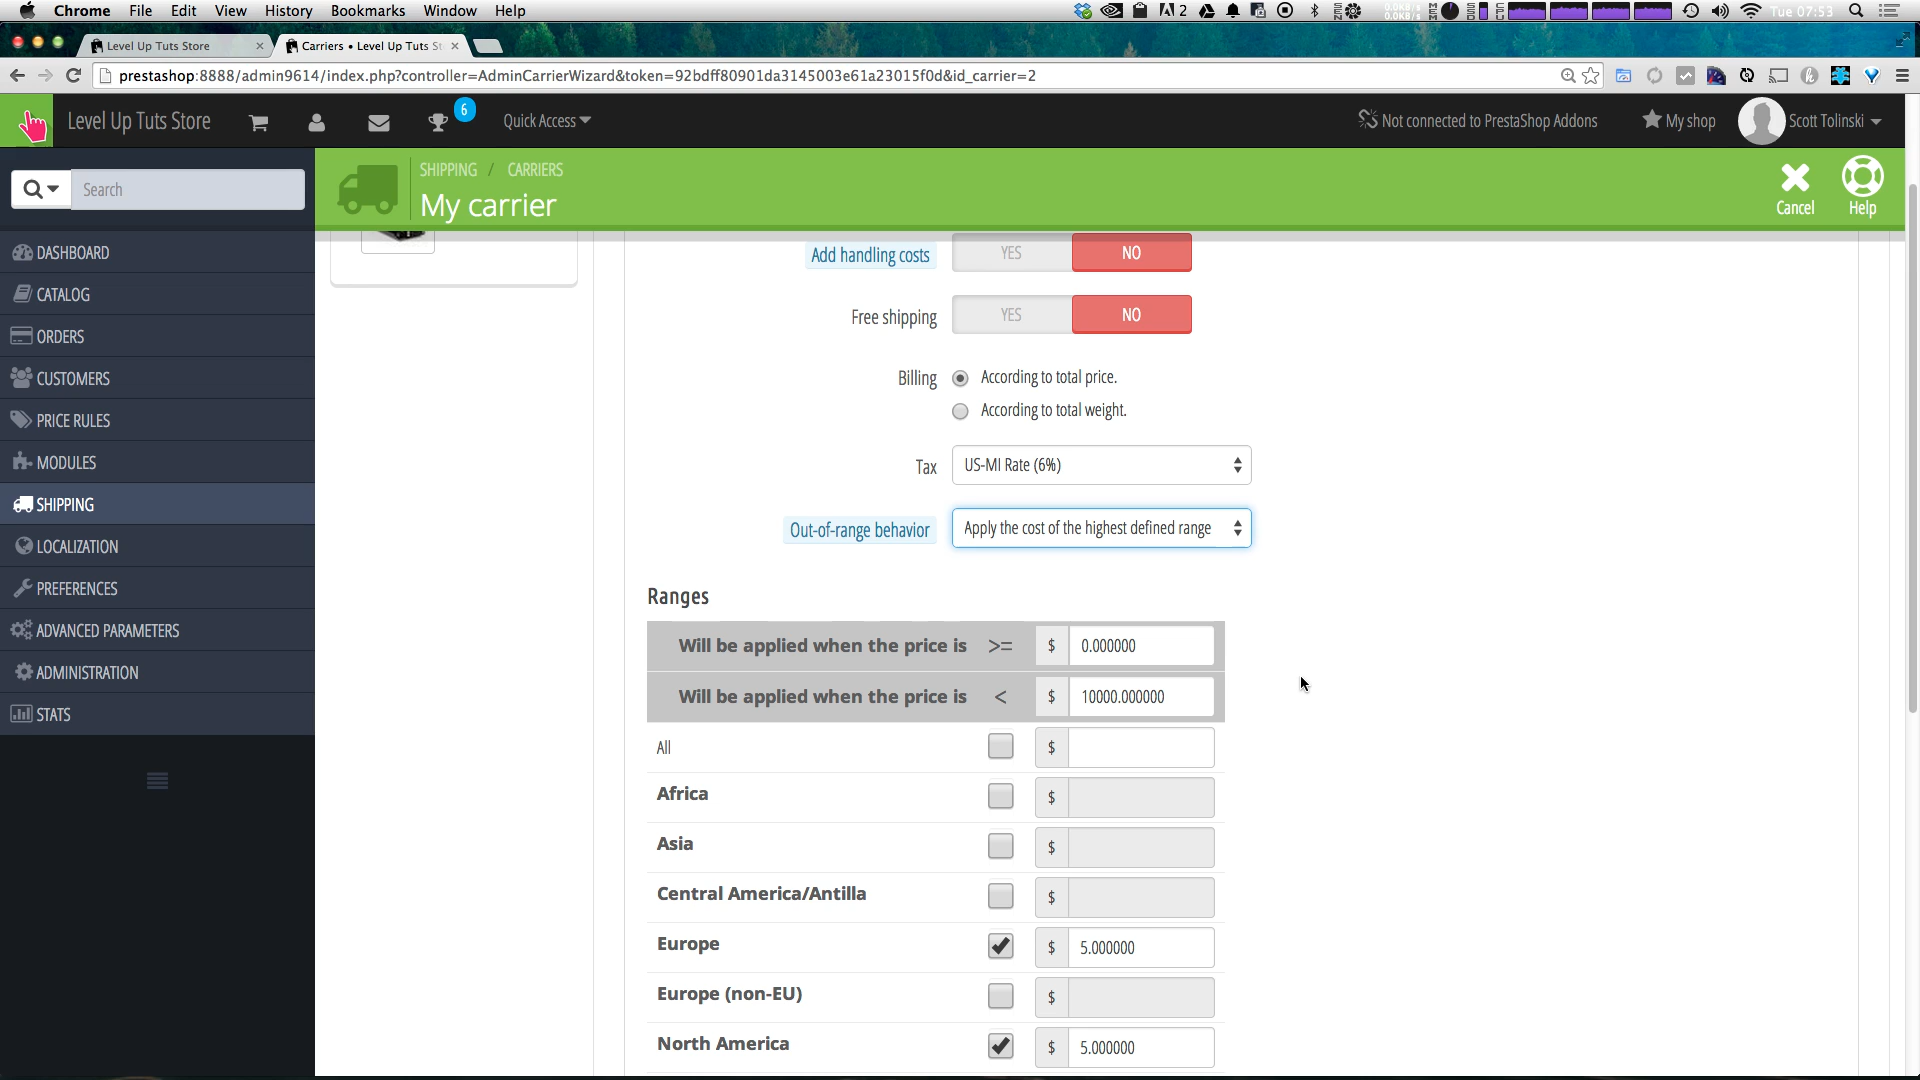 Chrome File Edit View History Bookmarks Window Help
2
Tue 07:53
Level Up Tuts Store
Carriers • Level Up Tuts St
prestashop:8888/admin9614/index.php?controller=AdminCarrierWizard&token=92bdff80901da3145003e61a23015f0d&id_carrier=2
Level Up Tuts Store
6
Quick Access
Not connected to PrestaShop Addons
My shop
Scott Tolinski
Search
SHIPPING / CARRIERS
My carrier
Cancel
Help
DASHBOARD
CATALOG
ORDERS
CUSTOMERS
PRICE RULES
MODULES
SHIPPING
LOCALIZATION
PREFERENCES
ADVANCED PARAMETERS
ADMINISTRATION
STATS
Add handling costs YES NO
Free shipping YES NO
Billing According to total price.
According to total weight.
Tax US-MI Rate (6%)
Out-of-range behavior Apply the cost of the highest defined range
Ranges
Will be applied when the price is >= $ 0.000000
Will be applied when the price is < $ 10000.000000
All $
Africa $
Asia $
Central America/Antilla $
Europe $ 5.000000
Europe (non-EU) $
North America $ 5.000000